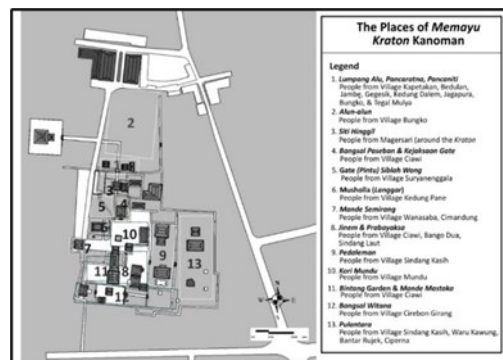 The Places of Memayu
Kraton Kanoman
Legend
1. Lumpang Alu, Pancaratna, Panceniti
People from Village Kapetakan, Bedulan,
Jambe, Gegesik, Kedung Dalem, Jagapura,
Bungko, & Tegal Mulya
2. Alun-alun
People from Village Bungko
3. Siti Hinggil
People from Magersari (around the Kraton
4. Bangsal Paseban & Kejaksaan Gate
People from Village Ciawi
5. Gate (Pintu) Siblah Wang
People from Village Suryanenggala
6. Musholla (Langgar)
People from Village Kedung Pane
7. Mande Semirang
People from Village Wanasaba, Cimandung
8. Jinem & Prabayaksa
People from Village Ciawi, Bango Dua,
Sindang Laut
9. Pedaleman
People from Village Sindang Kasih
10. Kori Mundu
People from Village Mundu
11. Bintang Garden & Mande Mastaka
People from Village Ciawi
12. Bangsal Witana
People from Village Cirebon Girang
13. Pulantara
People from Village Sindang Kasih, Waru Kawung,
Bantar Rujek, Ciperna
2
1
3
4
5
6
10
7
9
13
11
8
12
W
E
S